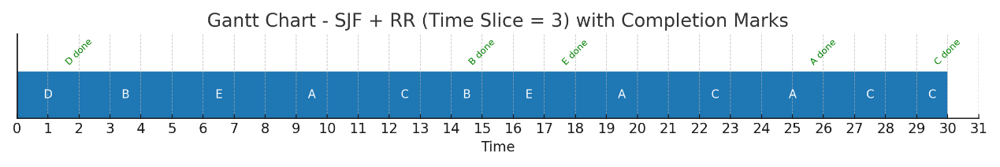 Gantt Chart - SJF + RR (Time Slice = 3) with Completion Marks
D done B done E done A done C done
D B E A C B E A C A C C
0 1 2 3 4 5 6 7 8 9 10 11 12 13 14 15 16 17 18 19 20 21 22 23 24 25 26 27 28 29 30 31
Time